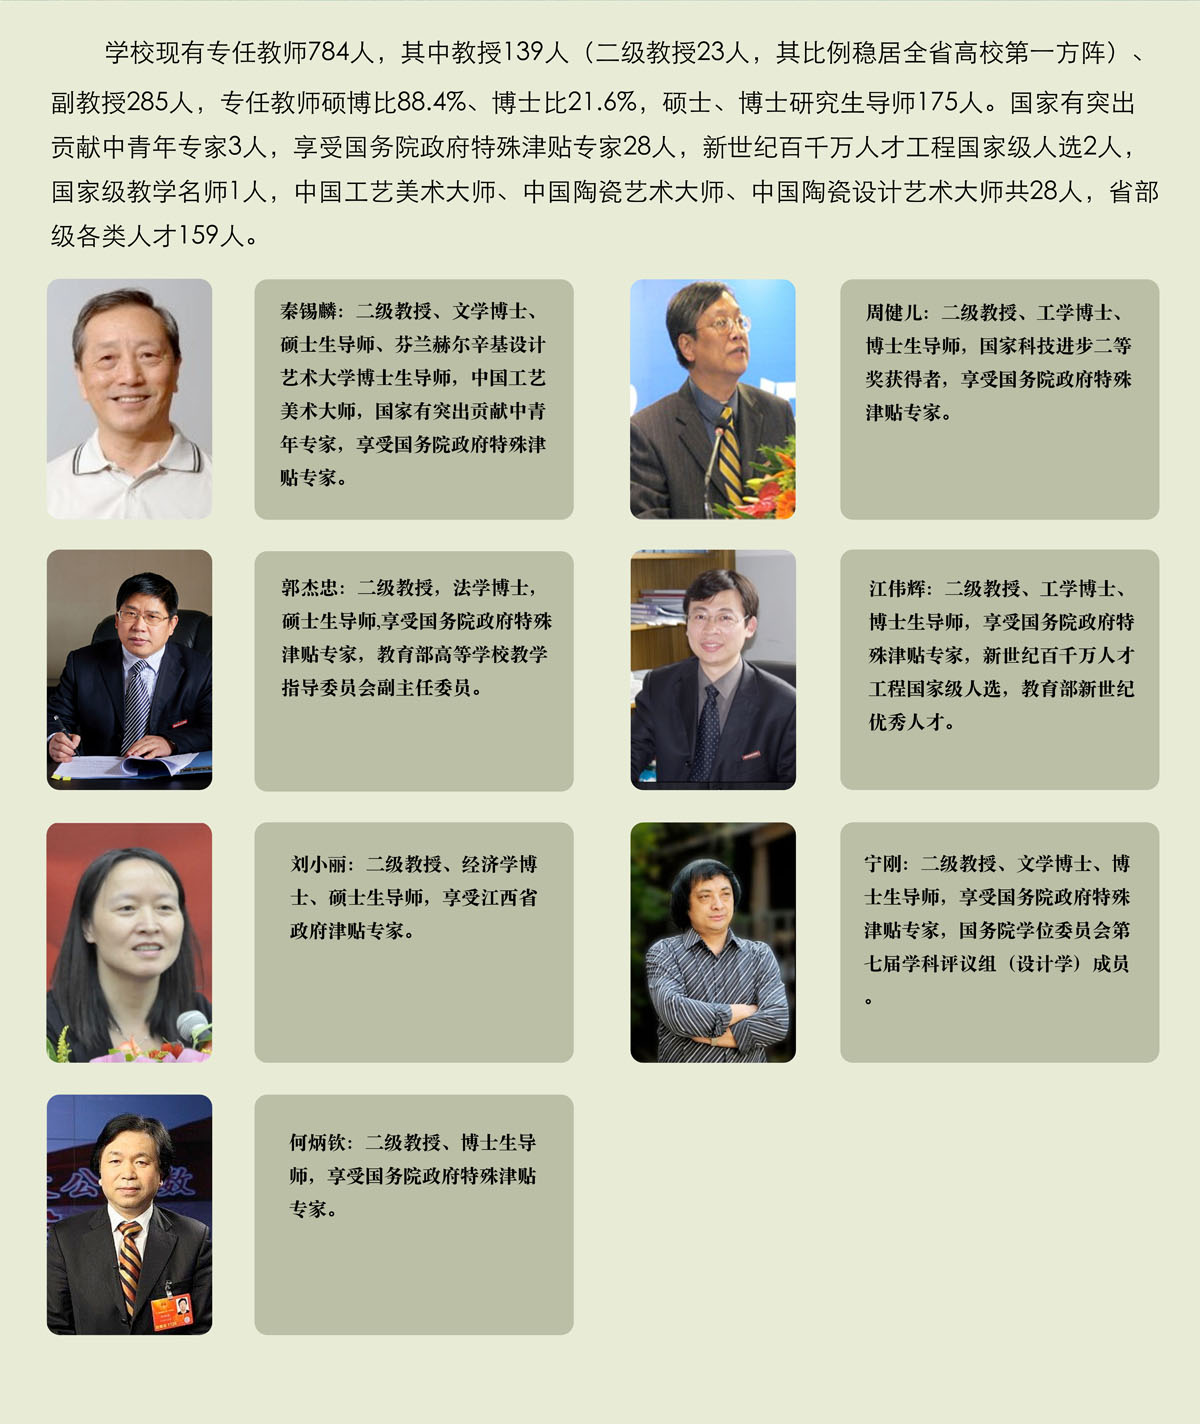 学校现有专任教师784人，其中教授139人（二级教授23人，其比例稳居全省高校第一方阵）、
副教授285人，专任教师硕博比88.4%、博士比21.6%，硕士、博士研究生导师175人。国家有突出
贡献中青年专家3人，享受国务院政府特殊津贴专家28人，新世纪百千万人才工程国家级人选2人，
国家级教学名师1人，中国工艺美术大师、中国陶瓷艺术大师、中国陶瓷设计艺术大师共28人，省部
级各类人才159人。
秦锡麟：二级教授、文学博士、
硕士生导师、芬兰赫尔辛基设计
艺术大学博士生导师，中国工艺
美术大师，国家有突出贡献中青
年专家，享受国务院政府特殊津
贴专家。
周健儿：二级教授、工学博士、
博士生导师，国家科技进步二等
奖获得者，享受国务院政府特殊
津贴专家。
郭杰忠：二级教授，法学博士，
硕士生导师,享受国务院政府特殊
津贴专家，教育部高等学校教学
指导委员会副主任委员。
江伟辉：二级教授、工学博士、
博士生导师，享受国务院政府特
殊津贴专家，新世纪百千万人才
工程国家级人选，教育部新世纪
优秀人才。
刘小丽：二级教授、经济学博
士、硕士生导师，享受江西省
政府津贴专家。
宁刚：二级教授、文学博士、博
士生导师，享受国务院政府特殊
津贴专家，国务院学位委员会第
七届学科评议组（设计学）成员
。
何炳钦：二级教授、博士生导
师，享受国务院政府特殊津贴
专家。